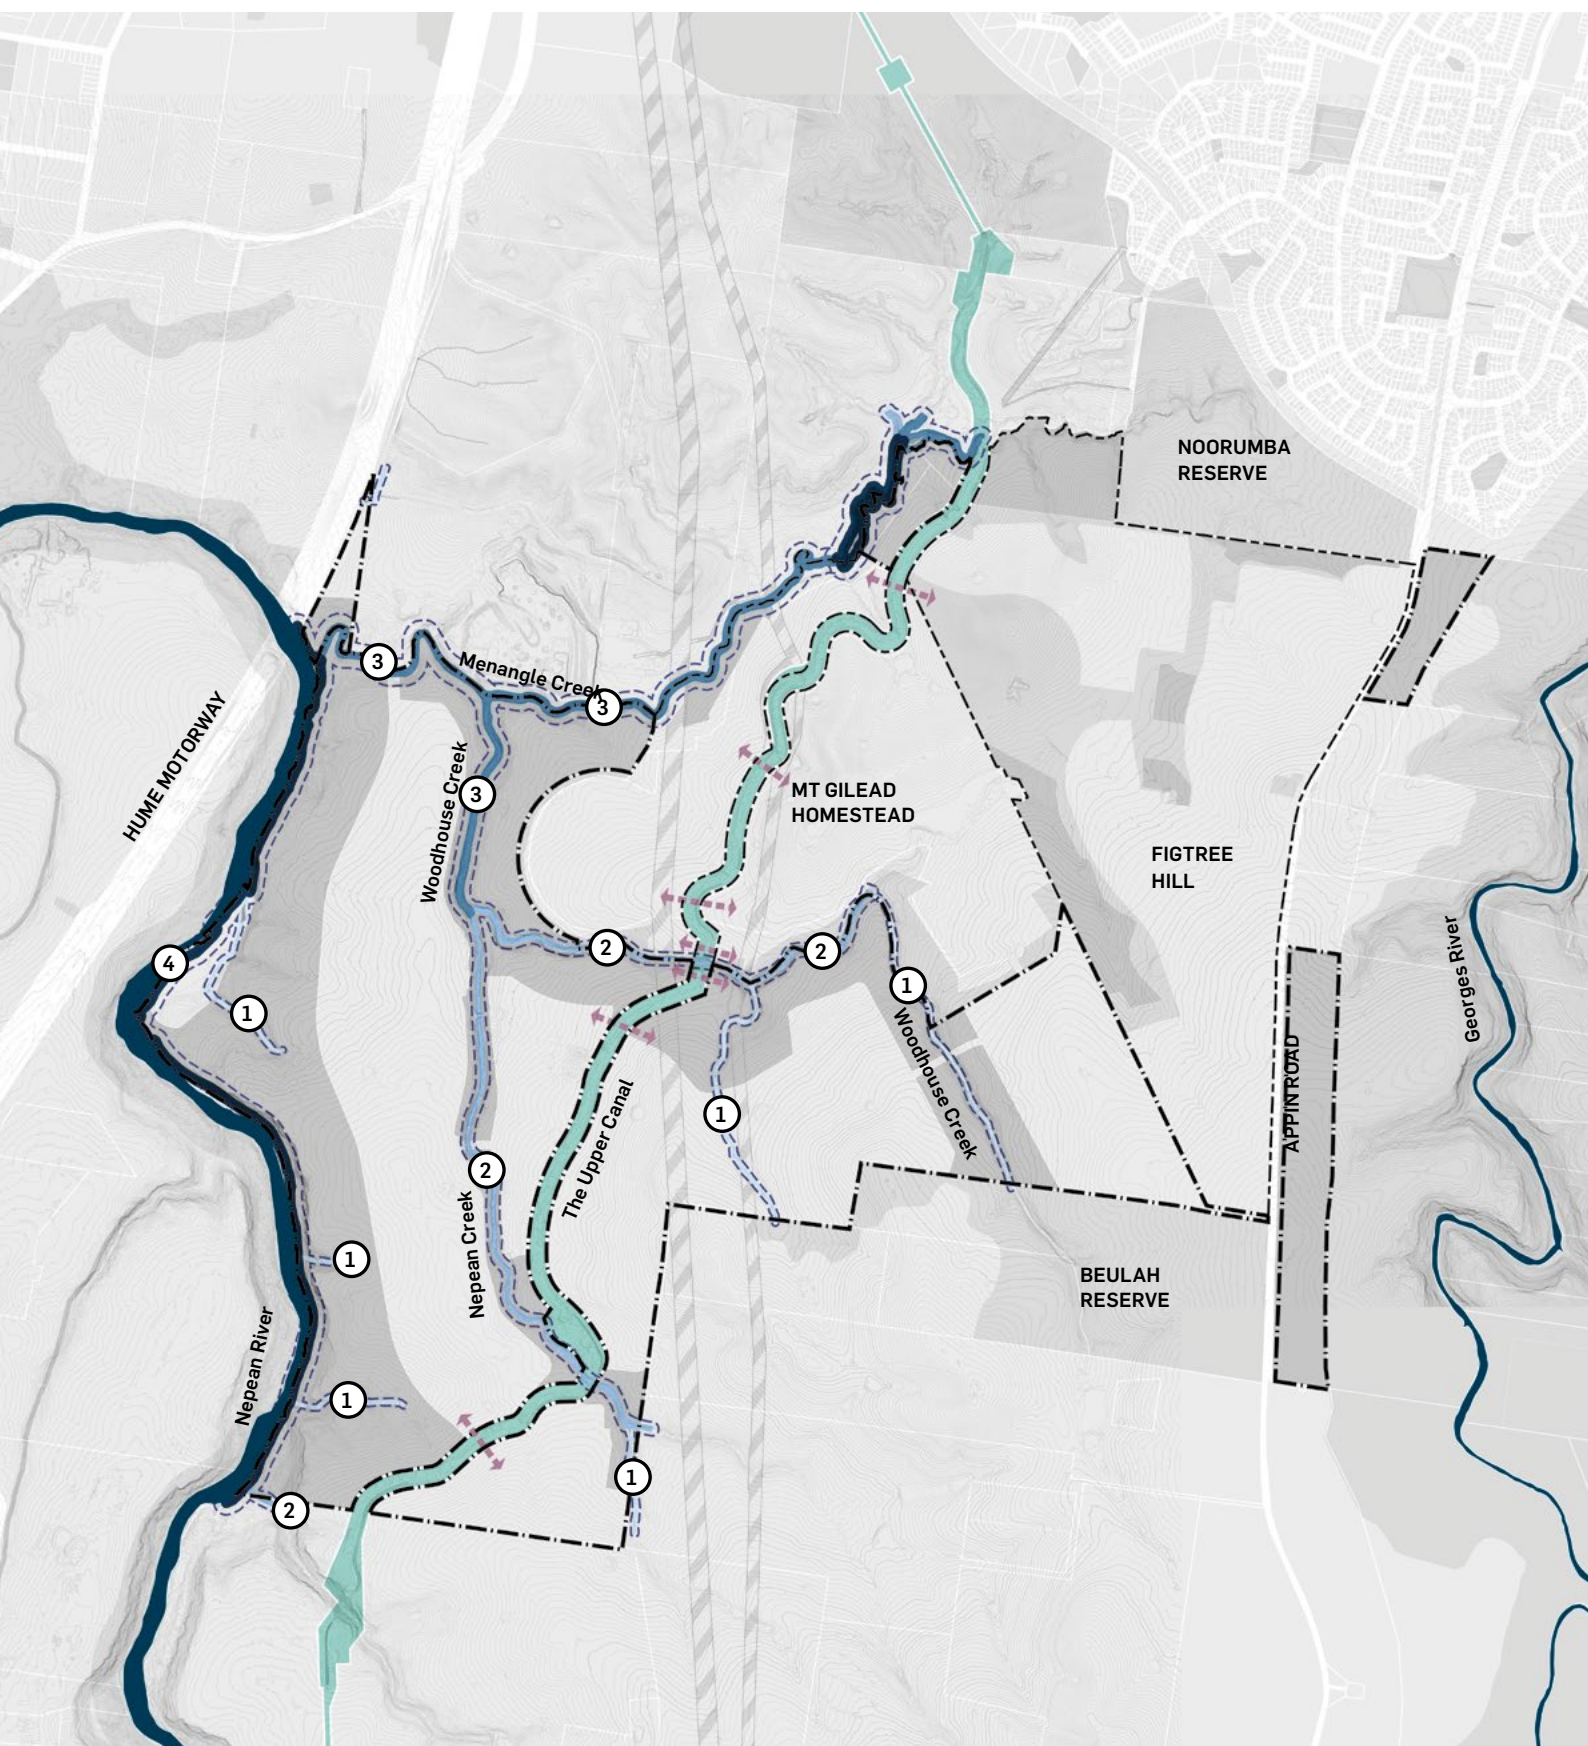 NOORUMBA
RESERVE
3
Menangle Creek
3
HUME MOTORWAY
Woodhouse Creek
3
MT GILEAD
HOMESTEAD
FIGTREE
HILL
Georges River
2
2
4
1
1
Woodhouse Creek
APPIN ROAD
The Upper Canal
1
2
Nepean Creek
1
BEULAH
RESERVE
Nepean River
1
1
2